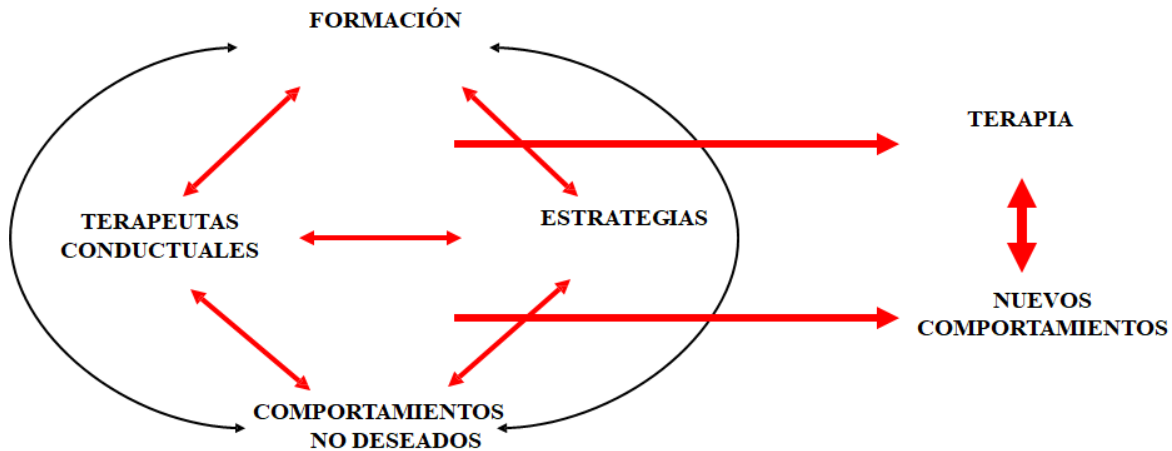 FORMACIÓN
TERAPIA
TERAPEUTAS
CONDUCTUALES
ESTRATEGIAS
NUEVOS
COMPORTAMIENTOS
COMPORTAMIENTOS
NO DESEADOS